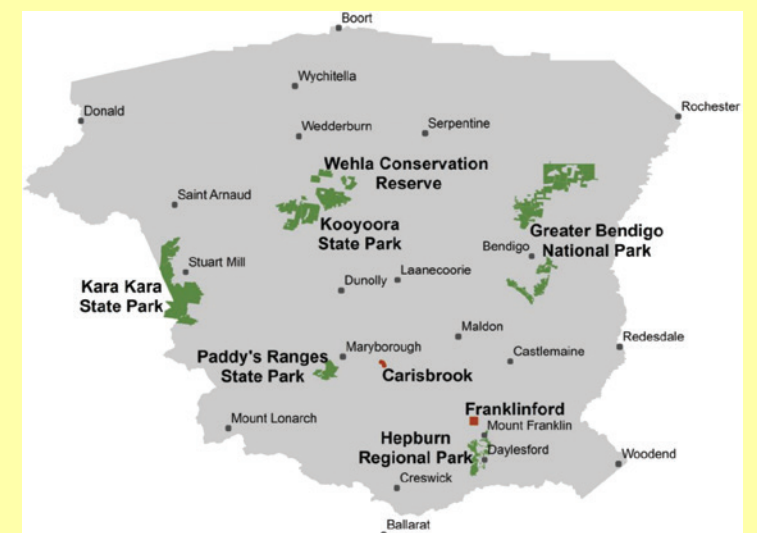 Boort
Wychitella
Donald
Rochester
Wedderburn
Serpentine
Wehla Conservation
Reserve
Saint Arnaud
Kooyoora
State Park
Greater Bendigo
National Park
Bendigo
Stuart Mill
Laanecoorie
Kara Kara
State Park
Dunolly
Maldon
Redesdale
Maryborough
Castlemaine
Paddy's Ranges
State Park
Carisbrook
Franklinford
Mount Lonarch
Mount Franklin
Hepburn
Regional Park
Daylesford
Woodend
Creswick
Ballarat